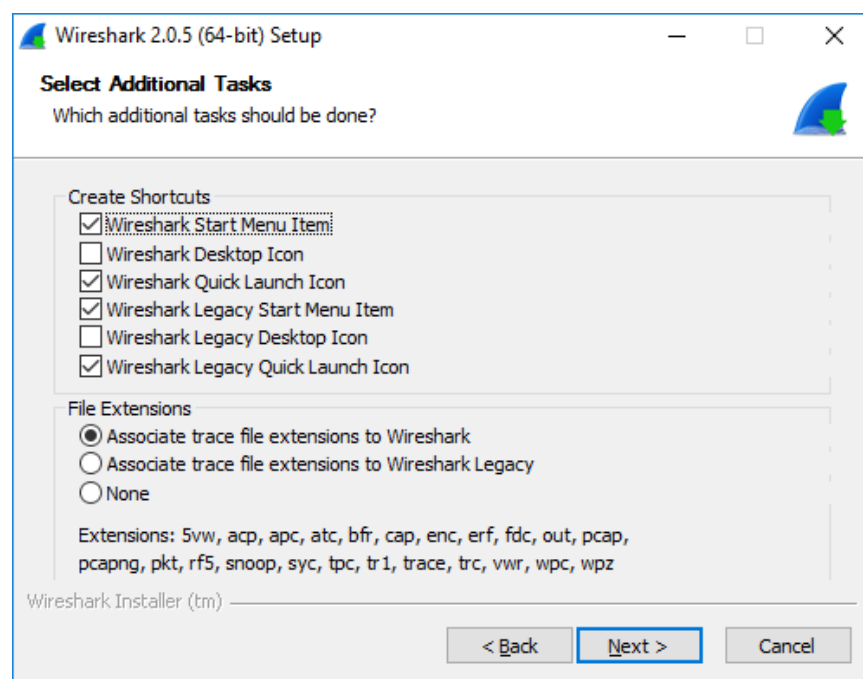 Wireshark 2.0.5 (64-bit) Setup
Select Additional Tasks
Which additional tasks should be done?
Create Shortcuts
Wireshark Start Menu Item
Wireshark Desktop Icon
Wireshark Quick Launch Icon
Wireshark Legacy Start Menu Item
Wireshark Legacy Desktop Icon
Wireshark Legacy Quick Launch Icon
File Extensions
Associate trace file extensions to Wireshark
Associate trace file extensions to Wireshark Legacy
None
Extensions: 5vw, acp, apc, atc, bfr, cap, enc, erf, fdc, out, pcap,
pcapng, pkt, rf5, snoop, syc, tpc, tr1, trace, trc, vwr, wpc, wpz
Wireshark Installer (tm)
< Back Next > Cancel